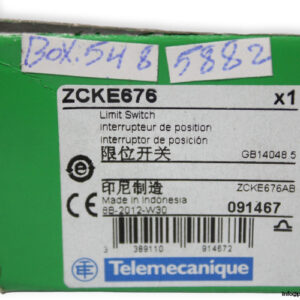 BOX.548 5882
ZCKE676 x1
Limit Switch
Interrupteur de position
Interruptor de posición
限位开关 GB14048.5
印尼制造 ZCKE676AB
Made in Indonesia
8B-2012-W30 091467
3 389110 914672
Telemecanique